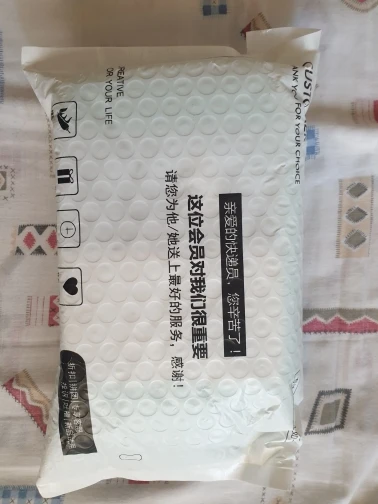 亲爱的快递员，您辛苦了！
这位会员对我们很重要
请您为他/她送上最好的服务，感谢！
FOR YOUR CHOICE
OR YOUR LIFE